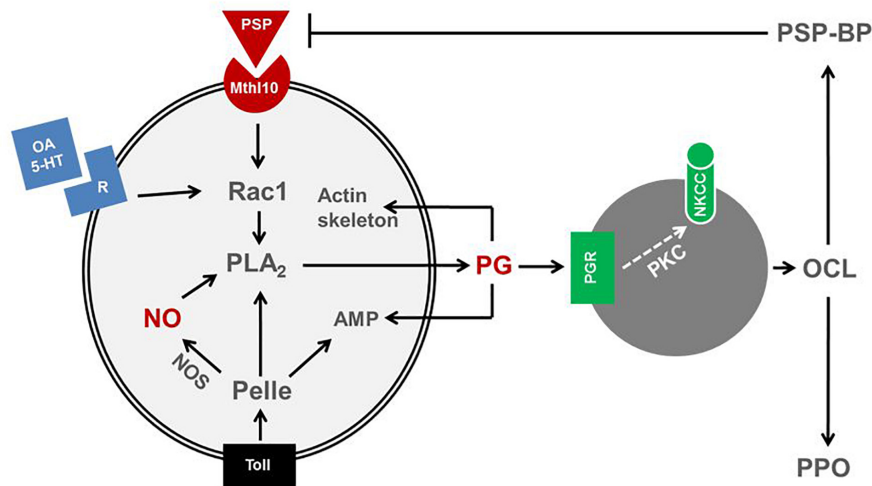 PSP
PSP-BP
Mthl10
OA
5-HT
R
Rac1
Actin
skeleton
NKCC
PLA₂
PG
PGR
PKC
OCL
NO
AMP
NOS
Pelle
Toll
PPO